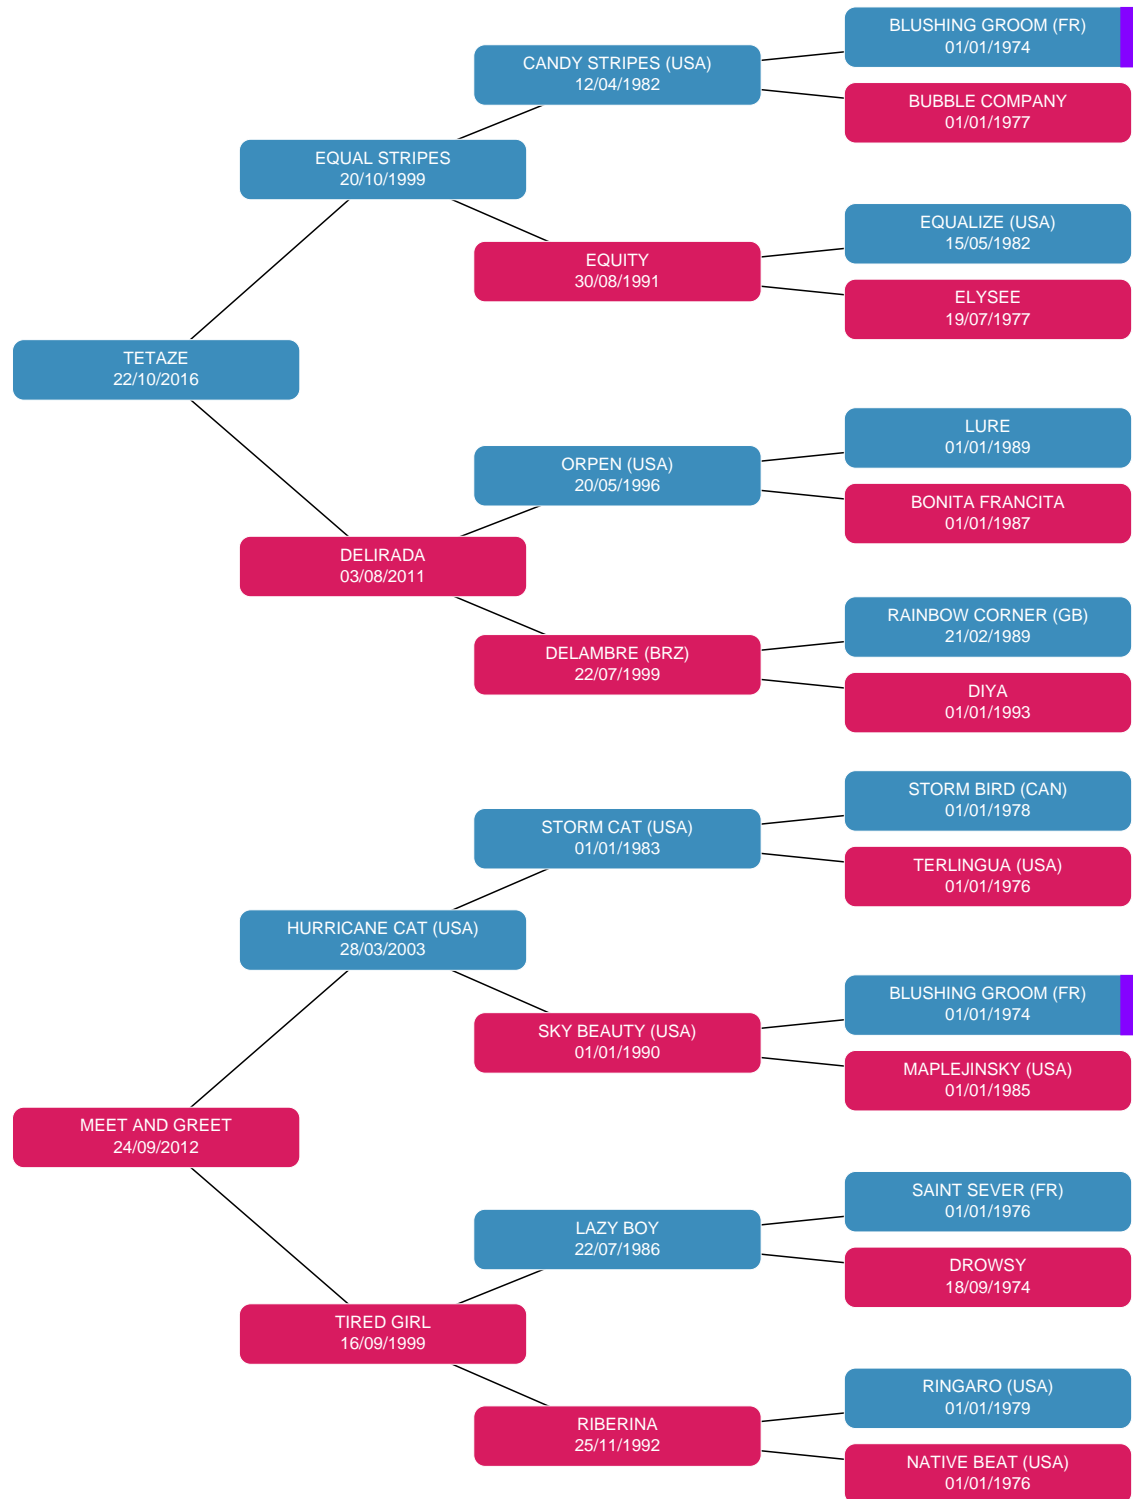 BLUSHING GROOM (FR)
01/01/1974
CANDY STRIPES (USA)
12/04/1982
BUBBLE COMPANY
01/01/1977
EQUAL STRIPES
20/10/1999
EQUALIZE (USA)
15/05/1982
EQUITY
30/08/1991
ELYSEE
19/07/1977
TETAZE
22/10/2016
LURE
01/01/1989
ORPEN (USA)
20/05/1996
BONITA FRANCITA
01/01/1987
DELIRADA
03/08/2011
RAINBOW CORNER (GB)
21/02/1989
DELAMBRE (BRZ)
22/07/1999
DIYA
01/01/1993
STORM BIRD (CAN)
01/01/1978
STORM CAT (USA)
01/01/1983
TERLINGUA (USA)
01/01/1976
HURRICANE CAT (USA)
28/03/2003
BLUSHING GROOM (FR)
01/01/1974
SKY BEAUTY (USA)
01/01/1990
MAPLEJINSKY (USA)
01/01/1985
MEET AND GREET
24/09/2012
SAINT SEVER (FR)
01/01/1976
LAZY BOY
22/07/1986
DROWSY
18/09/1974
TIRED GIRL
16/09/1999
RINGARO (USA)
01/01/1979
RIBERINA
25/11/1992
NATIVE BEAT (USA)
01/01/1976